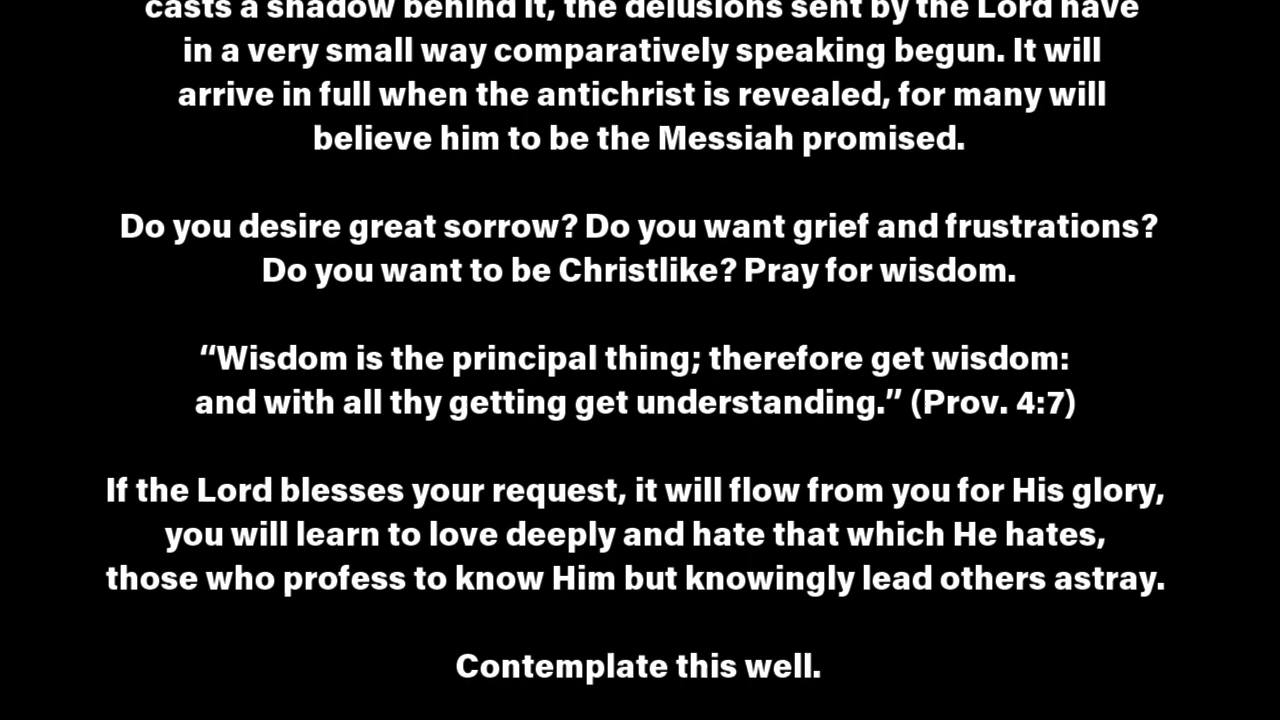 casts a shadow behind it, the delusions sent by the Lord have
in a very small way comparatively speaking begun. It will
arrive in full when the antichrist is revealed, for many will
believe him to be the Messiah promised.
Do you desire great sorrow? Do you want grief and frustrations?
Do you want to be Christlike? Pray for wisdom.
“Wisdom is the principal thing; therefore get wisdom:
and with all thy getting get understanding.” (Prov. 4:7)
If the Lord blesses your request, it will flow from you for His glory,
you will learn to love deeply and hate that which He hates,
those who profess to know Him but knowingly lead others astray.
Contemplate this well.